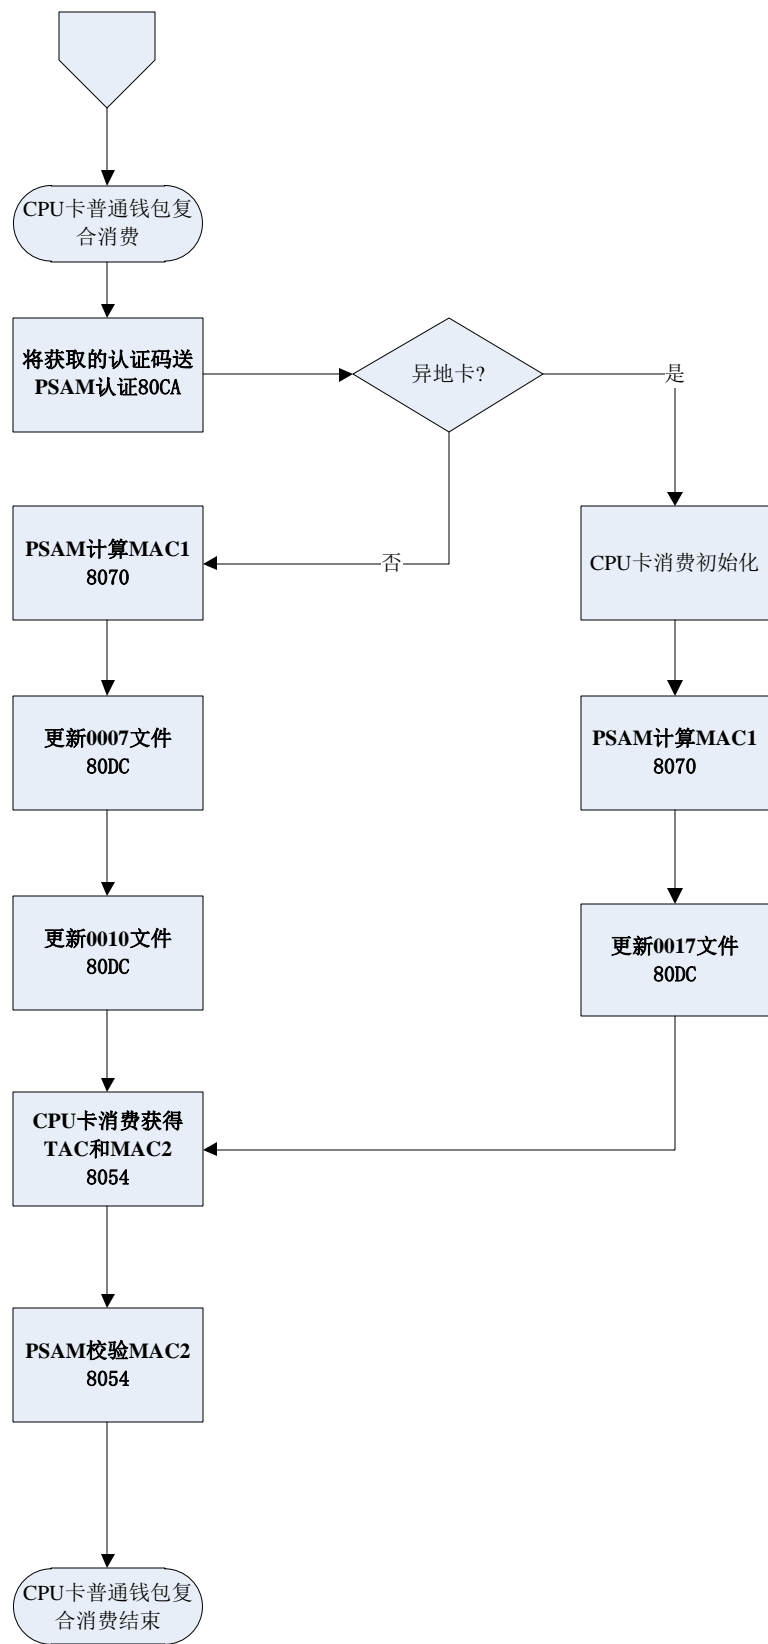 CPU卡普通钱包复
合消费
将获取的认证码送
PSAM认证80CA
异地卡?
是
否
PSAM计算MAC1
8070
CPU卡消费初始化
更新0007文件
80DC
PSAM计算MAC1
8070
更新0010文件
80DC
更新0017文件
80DC
CPU卡消费获得
TAC和MAC2
8054
PSAM校验MAC2
8054
CPU卡普通钱包复
合消费结束